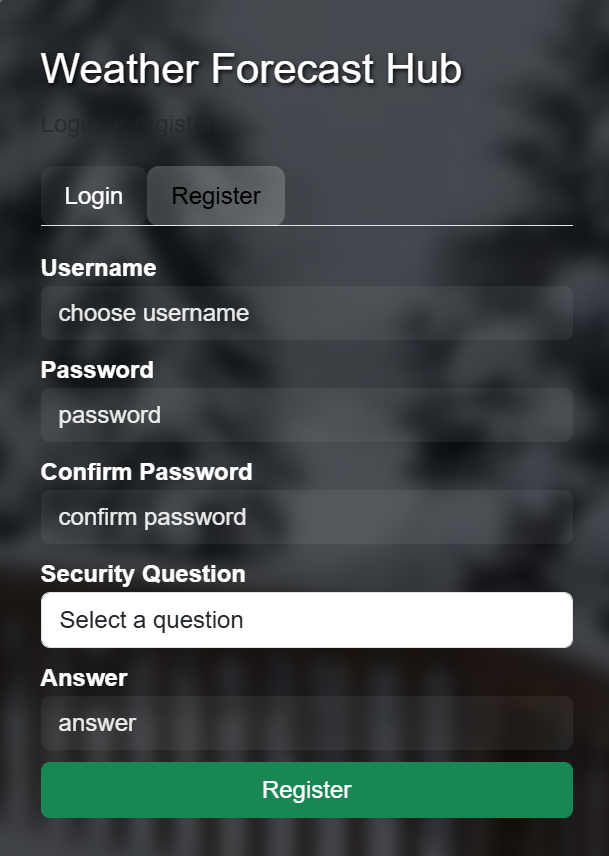 Weather Forecast Hub
Login or register
Login Register
Username
choose username
Password
password
Confirm Password
confirm password
Security Question
Select a question
Answer
answer
Register